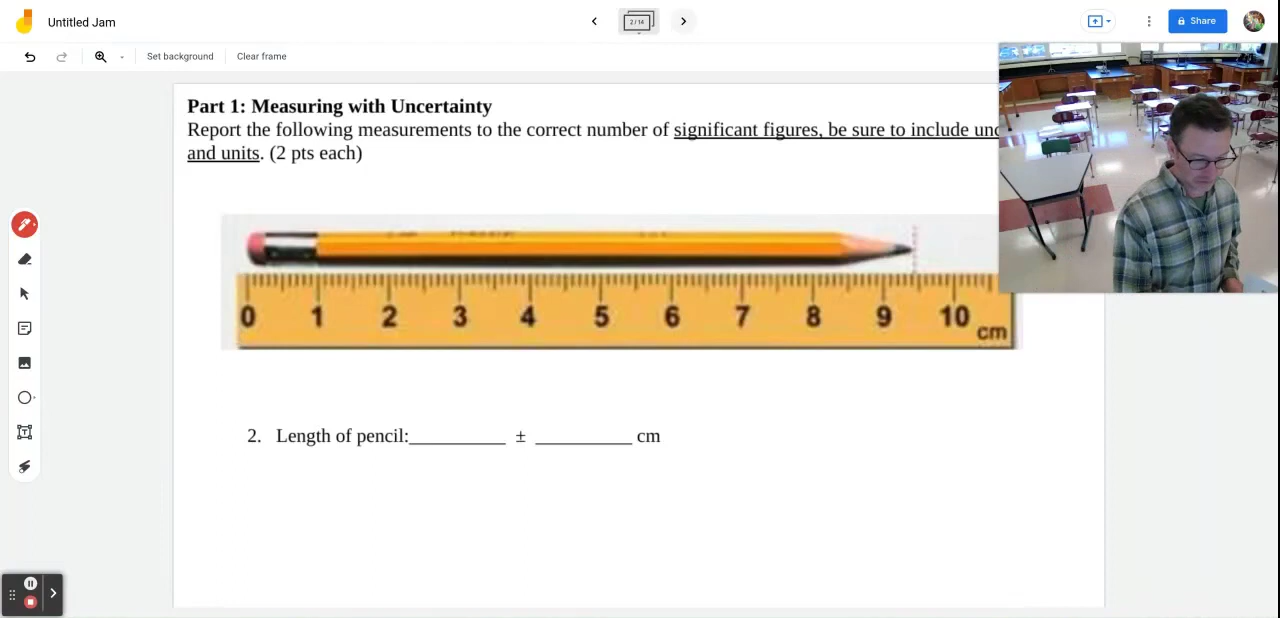 Untitled Jam
2 / 14
Share
Set background
Clear frame
Part 1: Measuring with Uncertainty
Report the following measurements to the correct number of significant figures, be sure to include unc
and units. (2 pts each)
0 1 2 3 4 5 6 7 8 9 10
cm
2. Length of pencil:__________ ± __________ cm